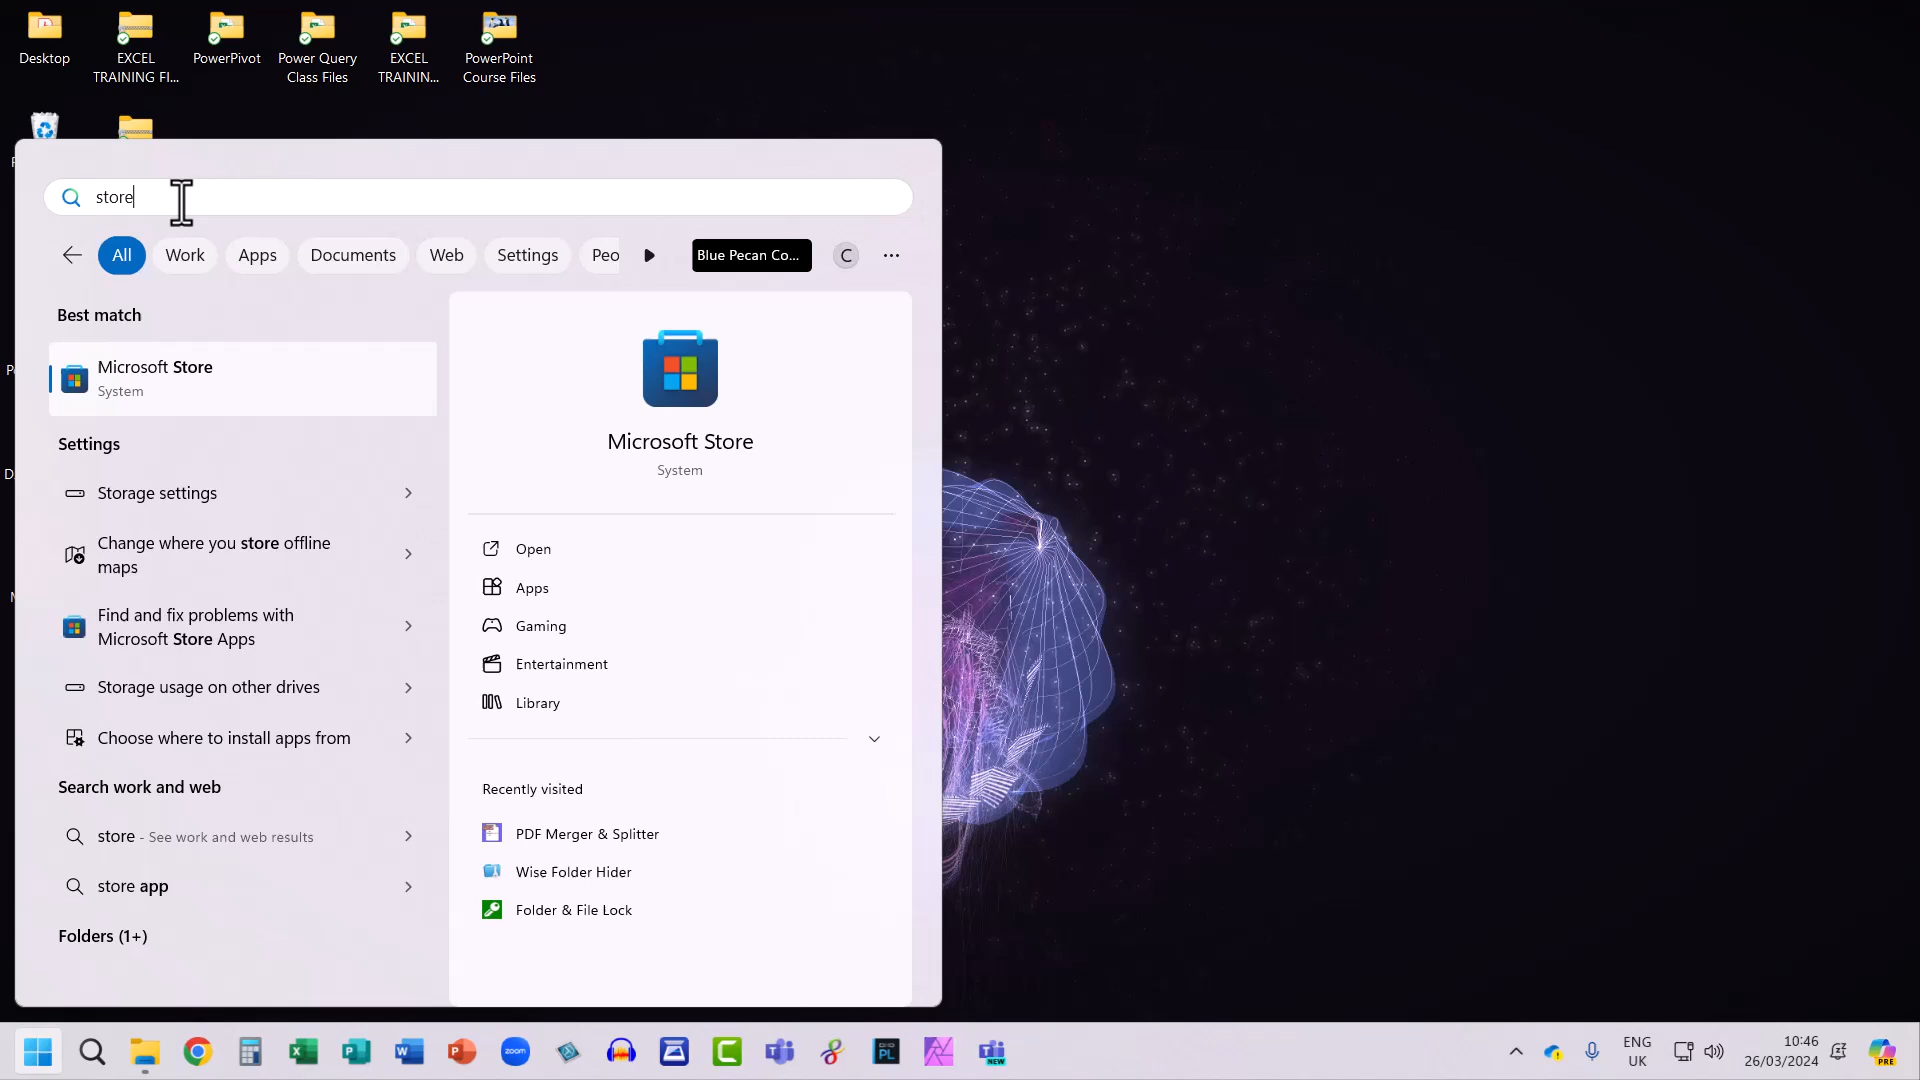 Desktop
EXCEL
TRAINING FI...
PowerPivot
Power Query
Class Files
EXCEL
TRAININ...
PowerPoint
Course Files
store
All
Work
Apps
Documents
Web
Settings
Peo
Blue Pecan Co...
C
...
Best match
Microsoft Store
System
Settings
Storage settings
Change where you store offline
maps
Find and fix problems with
Microsoft Store Apps
Storage usage on other drives
Choose where to install apps from
Search work and web
store - See work and web results
store app
Folders (1+)
Microsoft Store
System
Open
Apps
Gaming
Entertainment
Library
Recently visited
PDF Merger & Splitter
Wise Folder Hider
Folder & File Lock
zoom
PL
NEW
ENG
UK
10:46
26/03/2024
PRE